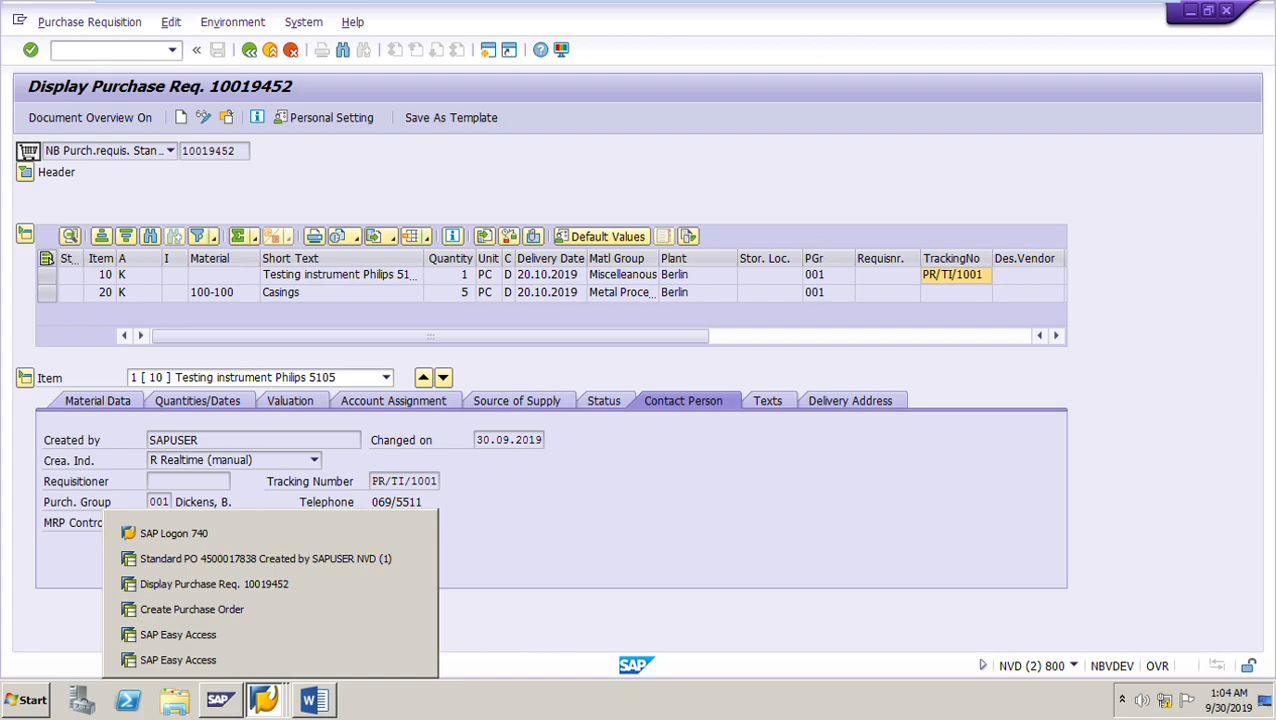 Purchase Requisition Edit Environment System Help
Display Purchase Req. 10019452
Document Overview On Personal Setting Save As Template
NB Purch.requis. Stan... 10019452
Header
Default Values
St... Item A I Material Short Text Quantity Unit C Delivery Date Matl Group Plant Stor. Loc. PGr Requisnr. TrackingNo Des.Vendor
10 K Testing instrument Philips 51... 1 PC D 20.10.2019 Miscelleanous Berlin 001 PR/TI/1001
20 K 100-100 Casings 5 PC D 20.10.2019 Metal Proce... Berlin 001
Item 1 [ 10 ] Testing instrument Philips 5105
Material Data Quantities/Dates Valuation Account Assignment Source of Supply Status Contact Person Texts Delivery Address
Created by SAPUSER Changed on 30.09.2019
Crea. Ind. R Realtime (manual)
Requisitioner Tracking Number PR/TI/1001
Purch. Group 001 Dickens, B. Telephone 069/5511
MRP Contro
SAP Logon 740
Standard PO 4500017838 Created by SAPUSER NVD (1)
Display Purchase Req. 10019452
Create Purchase Order
SAP Easy Access
SAP Easy Access
SAP NVD (2) 800 NBVDEV OVR
Start SAP 1:04 AM
9/30/2019